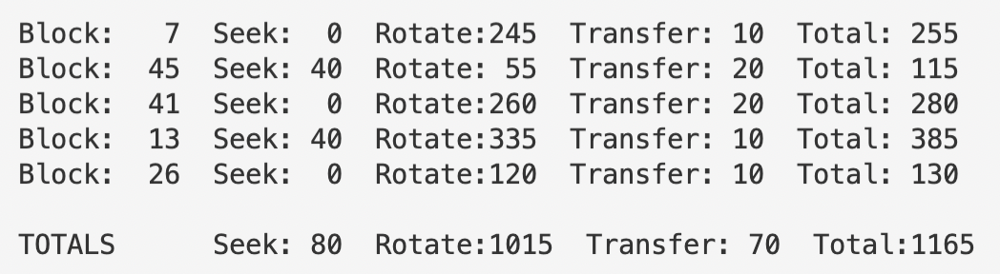 Block:   7  Seek:  0  Rotate:245  Transfer: 10  Total: 255
Block:  45  Seek: 40  Rotate: 55  Transfer: 20  Total: 115
Block:  41  Seek:  0  Rotate:260  Transfer: 20  Total: 280
Block:  13  Seek: 40  Rotate:335  Transfer: 10  Total: 385
Block:  26  Seek:  0  Rotate:120  Transfer: 10  Total: 130

TOTALS      Seek: 80  Rotate:1015  Transfer: 70  Total:1165